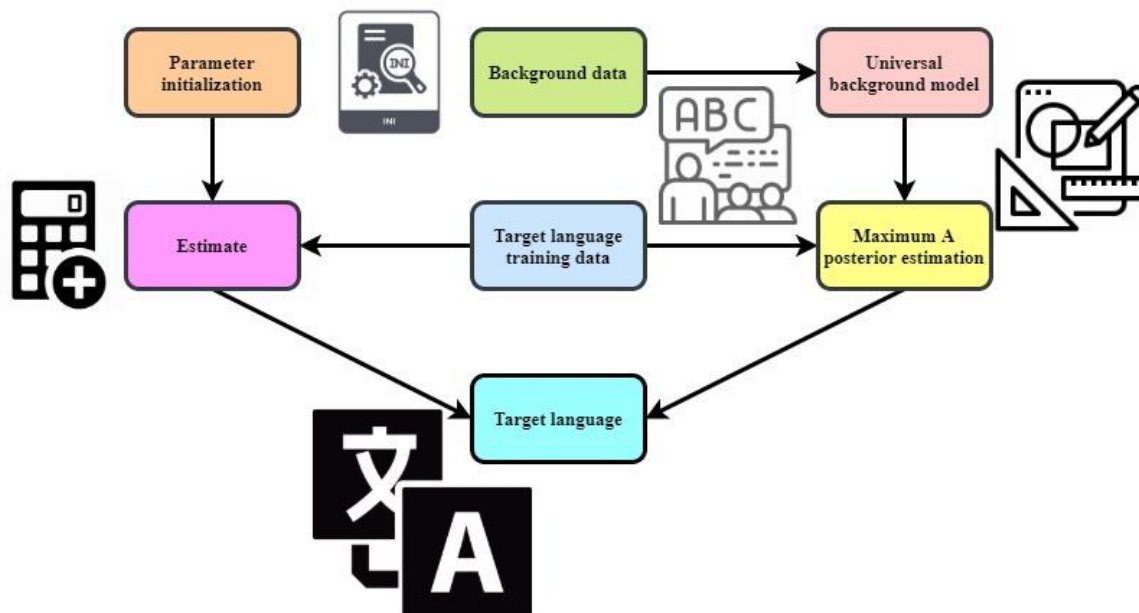 Parameter
initialization
INI
INI
Background data
Universal
background model
ABC
0
Estimate
Target language
training data
Maximum A
posterior estimation
Target language
文
A